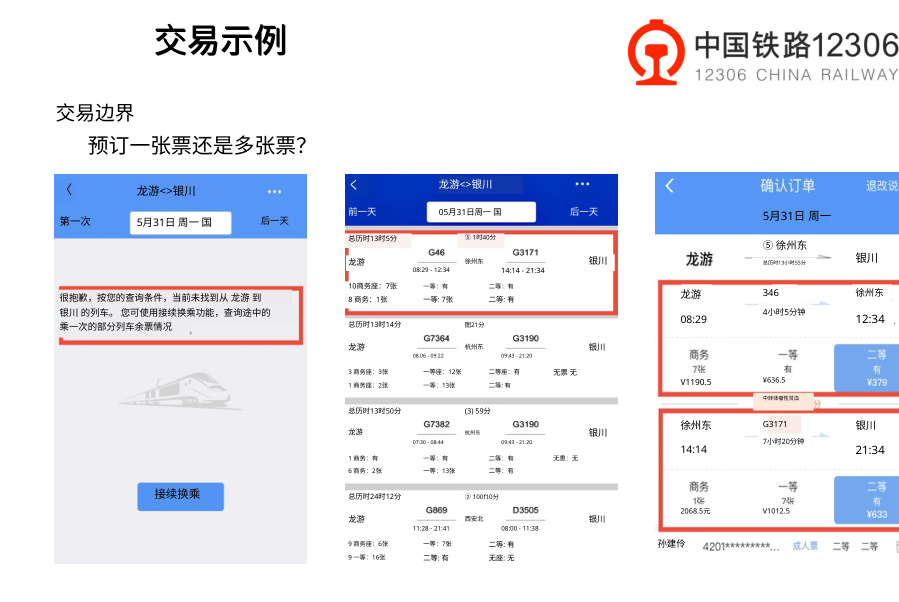 交易示例
中国铁路12306
12306 CHINA RAILWAY
交易边界
预订一张票还是多张票?
龙游<>银川
第一次 5月31日 周一 国 后一天
很抱歉，按您的查询条件，当前未找到从 龙游 到
银川 的列车。 您可使用接续换乘功能，查询途中的
乘一次的部分列车余票情况
接续换乘
龙游<>银川
前一天 05月31日周一 国 后一天
总历时13时5分 ⑤ 1时40分
G46 G3171
龙游 徐州东 银川
08:29 - 12:34 14:14 - 21:34
10商务座：7张 一等：有 二等：有
8 商务：1张 一等: 7张 二等: 有
总历时13时14分 图21分
G7364 G3190
龙游 杭州东 银川
08.06 - 09.22 09:43 - 21:20
3 商务座：3张 一等座：12张 二等座：有 无票 无
1 商务座：2张 一等：13张 二等: 有
总历时13时50分 (3) 59分
G7382 G3190
龙游 杭州东 银川
07:30 - 08:44 09:43 - 21:20
1 商务：有 一等：有 二等：有 无患：无
6 商务：2张 一等：13张 二等：有
总历时24时12分 ② 100f10分
G869 D3505
龙游 西安北 银川
11:28 - 21:41 08:00 - 11:38
9 商务座：6张 一等：7张 二等: 有
9 一等：16张 二等: 有 无座: 无
确认订单 退改说
5月31日 周一
⑤ 徐州东
龙游 总历时13小时55分 银川
龙游 346 徐州东
08:29 4小时5分钟 12:34
商务 一等 二等
7张 有 有
V1190.5 ¥636.5 ¥379
徐州东 G3171 银川
14:14 7小时20分钟 21:34
商务 一等 二等
1张 7张 有
2068.5元 V1012.5 ¥633
孙建伶 4201*********... 成人票 二等 二等